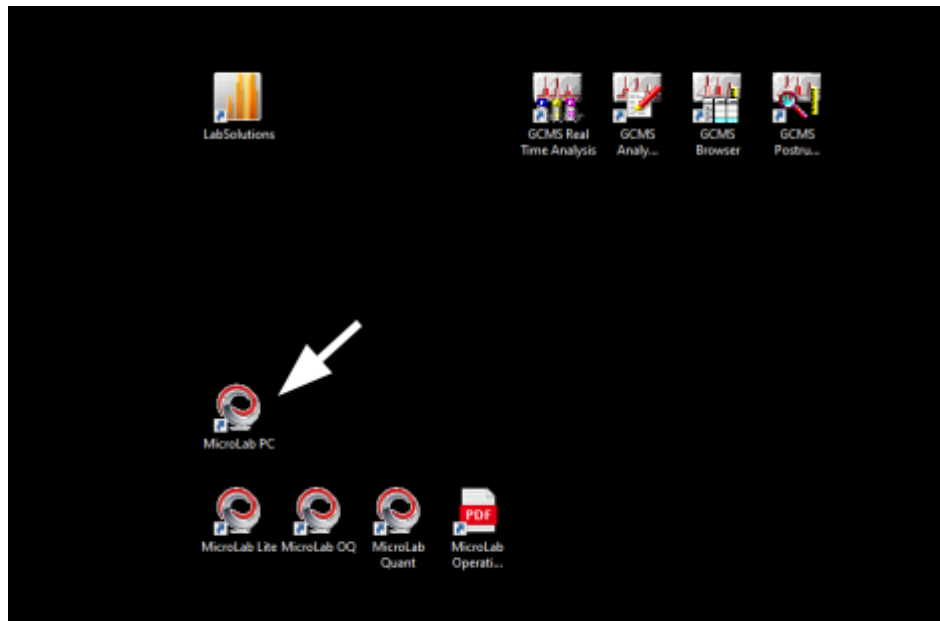 LabSolutions
GCMS Real
Time Analysis
GCMS
Analy...
GCMS
Browser
GCMS
Postru...
MicroLab PC
MicroLab Lite
MicroLab OQ
MicroLab
Quant
PDF
MicroLab
Operati...